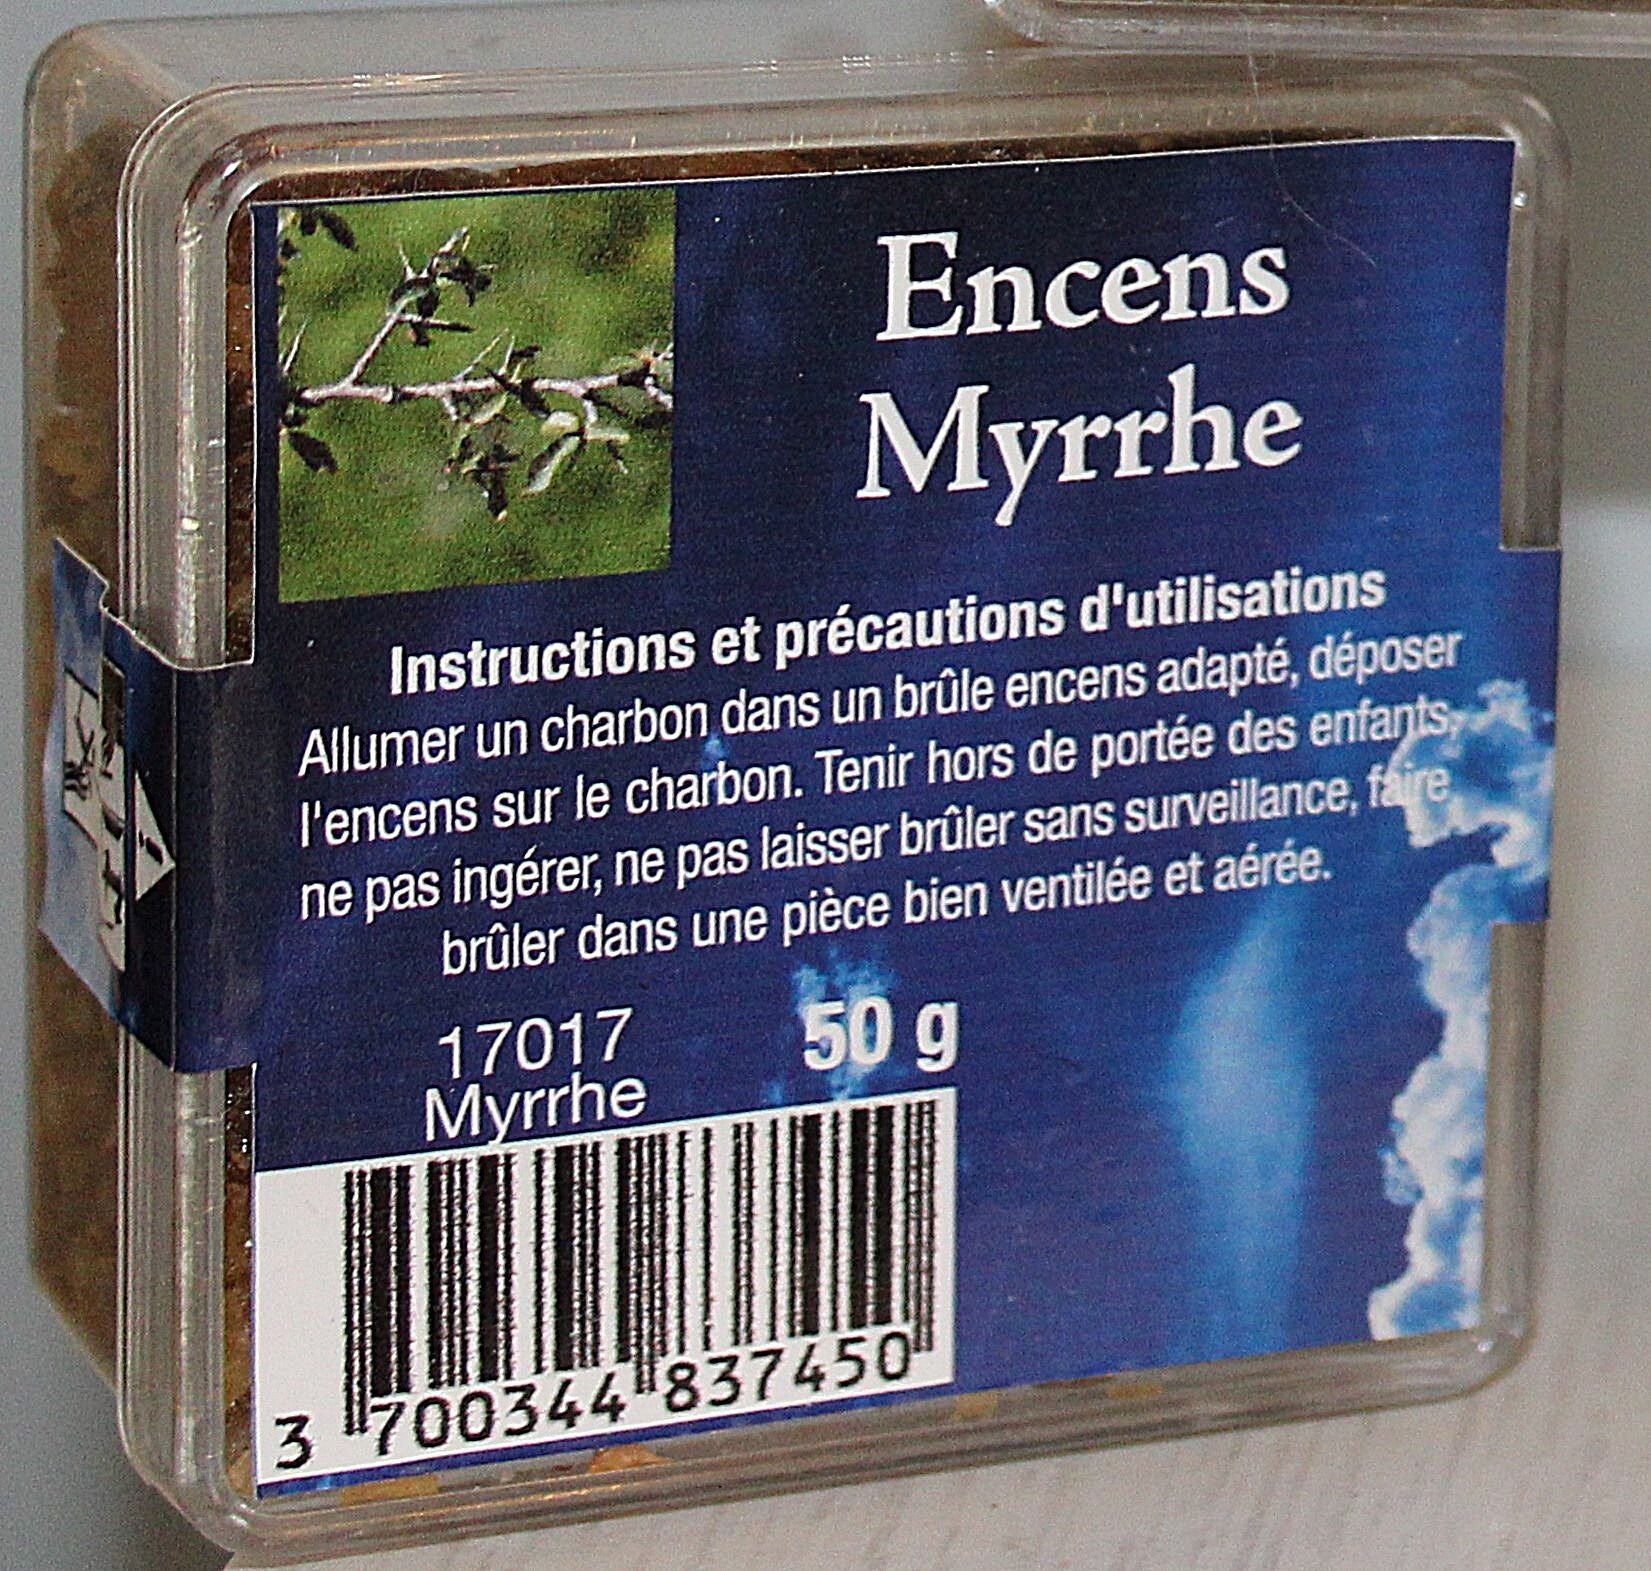 Encens
Myrrhe
Instructions et précautions d'utilisations
Allumer un charbon dans un brûle encens adapté, déposer
l'encens sur le charbon. Tenir hors de portée des enfants,
ne pas ingérer, ne pas laisser brûler sans surveillance, faire
brûler dans une pièce bien ventilée et aérée.
17017
Myrrhe
50 g
3 700344 837450